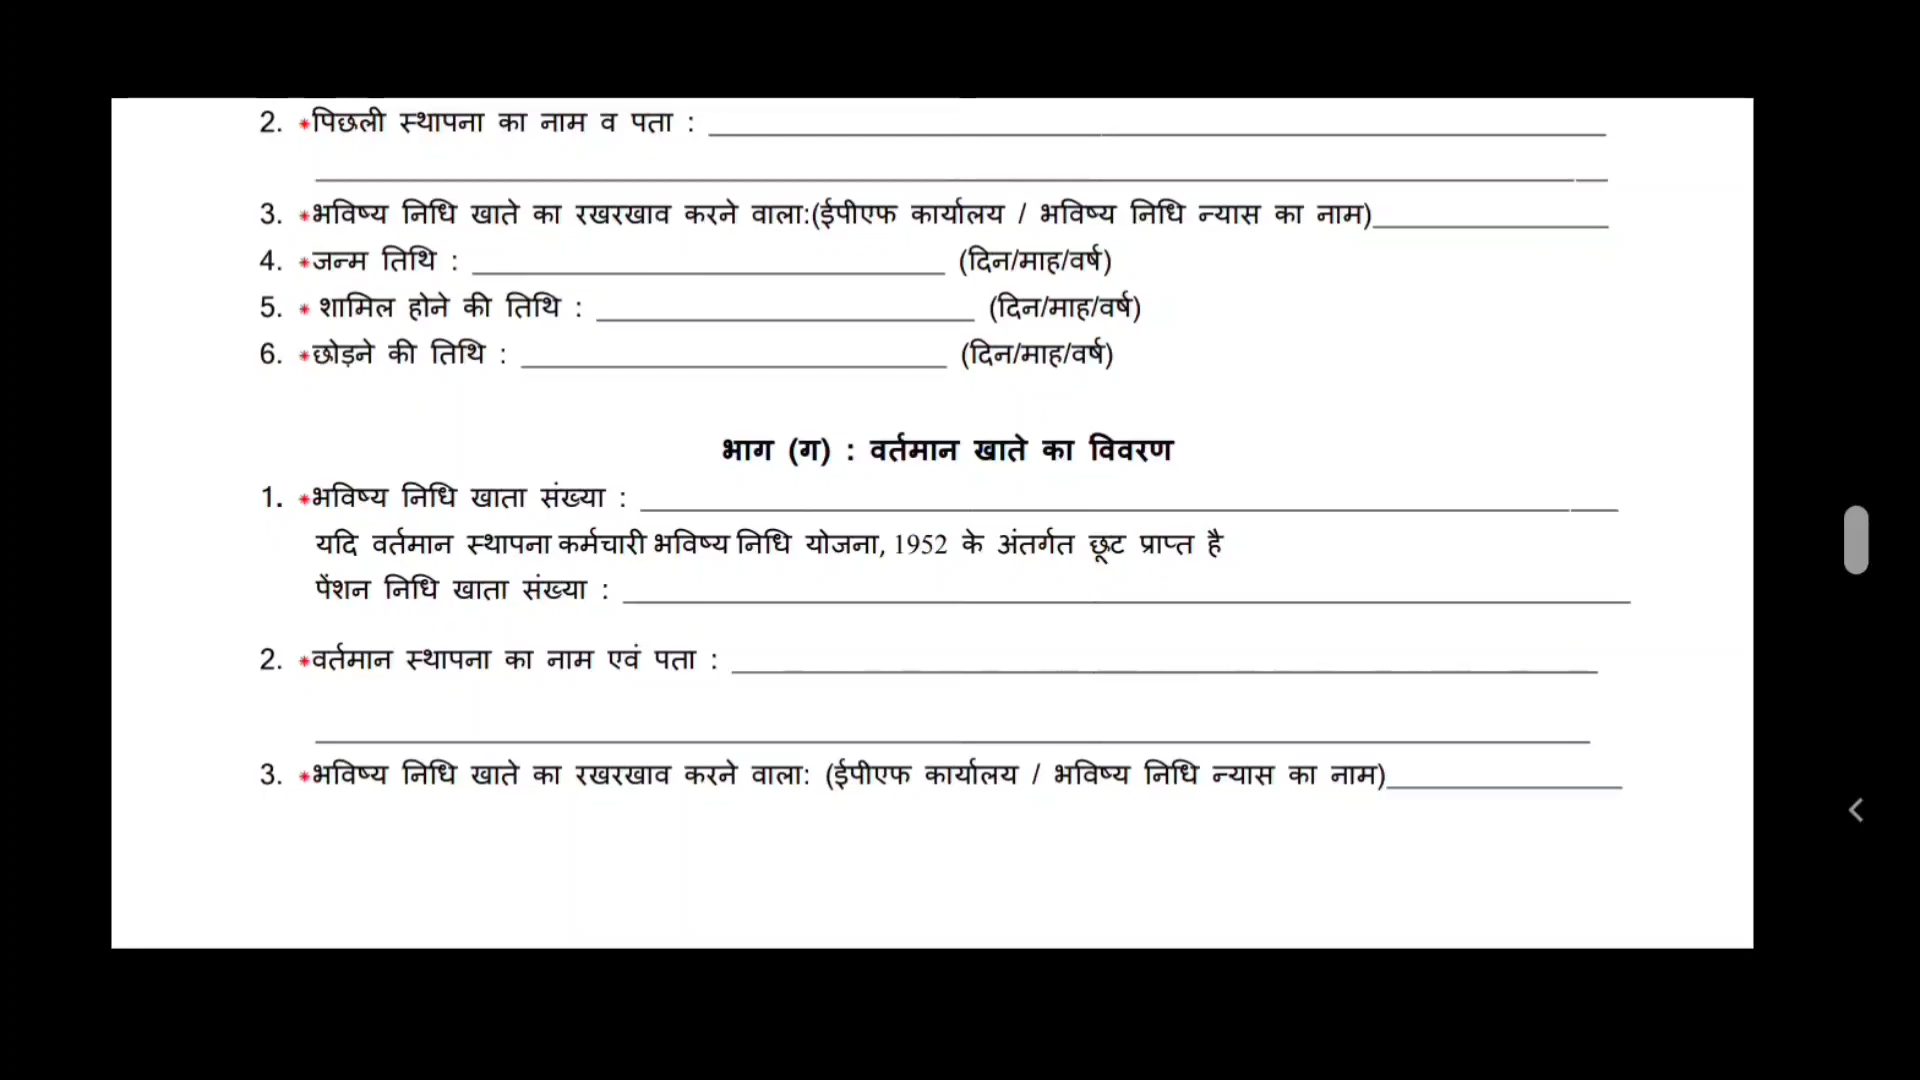 2. *पिछली स्थापना का नाम व पता : 
3. *भविष्य निधि खाते का रखरखाव करने वाला:(ईपीएफ कार्यालय / भविष्य निधि न्यास का नाम)
4. *जन्म तिथि : (दिन/माह/वर्ष)
5. * शामिल होने की तिथि : (दिन/माह/वर्ष)
6. *छोड़ने की तिथि : (दिन/माह/वर्ष)
भाग (ग) : वर्तमान खाते का विवरण
1. *भविष्य निधि खाता संख्या :
यदि वर्तमान स्थापना कर्मचारी भविष्य निधि योजना, 1952 के अंतर्गत छूट प्राप्त है
पेंशन निधि खाता संख्या :
2. *वर्तमान स्थापना का नाम एवं पता :
3. *भविष्य निधि खाते का रखरखाव करने वाला: (ईपीएफ कार्यालय / भविष्य निधि न्यास का नाम)